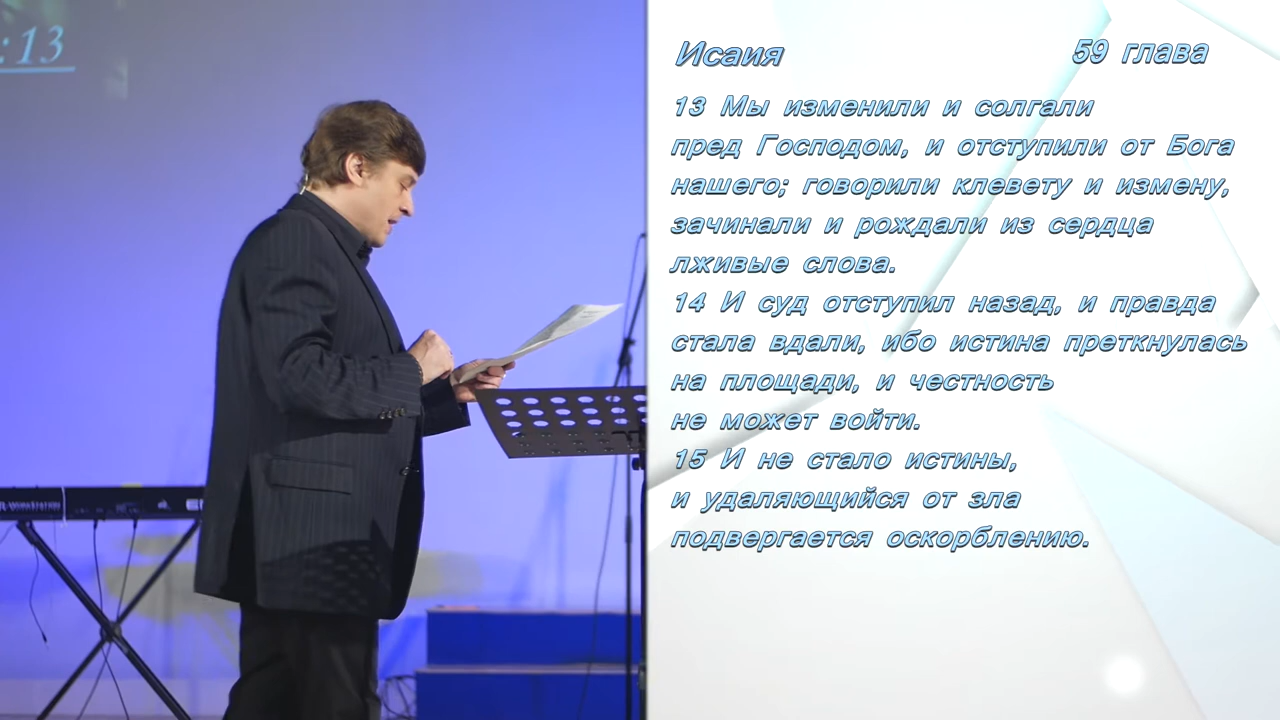 :13
WORKSTATION
Исаия 59 глава
13 Мы изменили и солгали
пред Господом, и отступили от Бога
нашего; говорили клевету и измену,
зачинали и рождали из сердца
лживые слова.
14 И суд отступил назад, и правда
стала вдали, ибо истина преткнулась
на площади, и честность
не может войти.
15 И не стало истины,
и удаляющийся от зла
подвергается оскорблению.